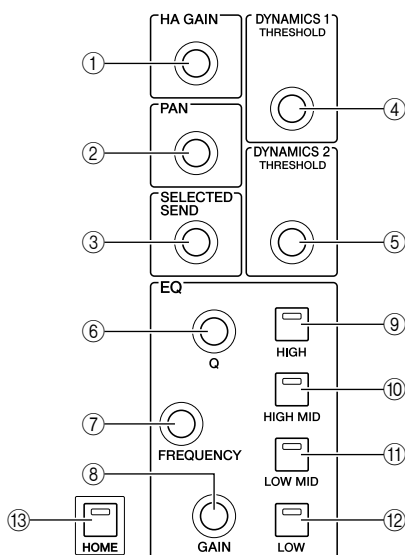 HA GAIN
DYNAMICS 1
THRESHOLD
①
④
PAN
②
DYNAMICS 2
THRESHOLD
SELECTED
SEND
③
⑤
EQ
⑥
Q
⑨
HIGH
⑩
HIGH MID
⑦
FREQUENCY
⑪
LOW MID
⑧
GAIN
⑫
LOW
⑬
HOME